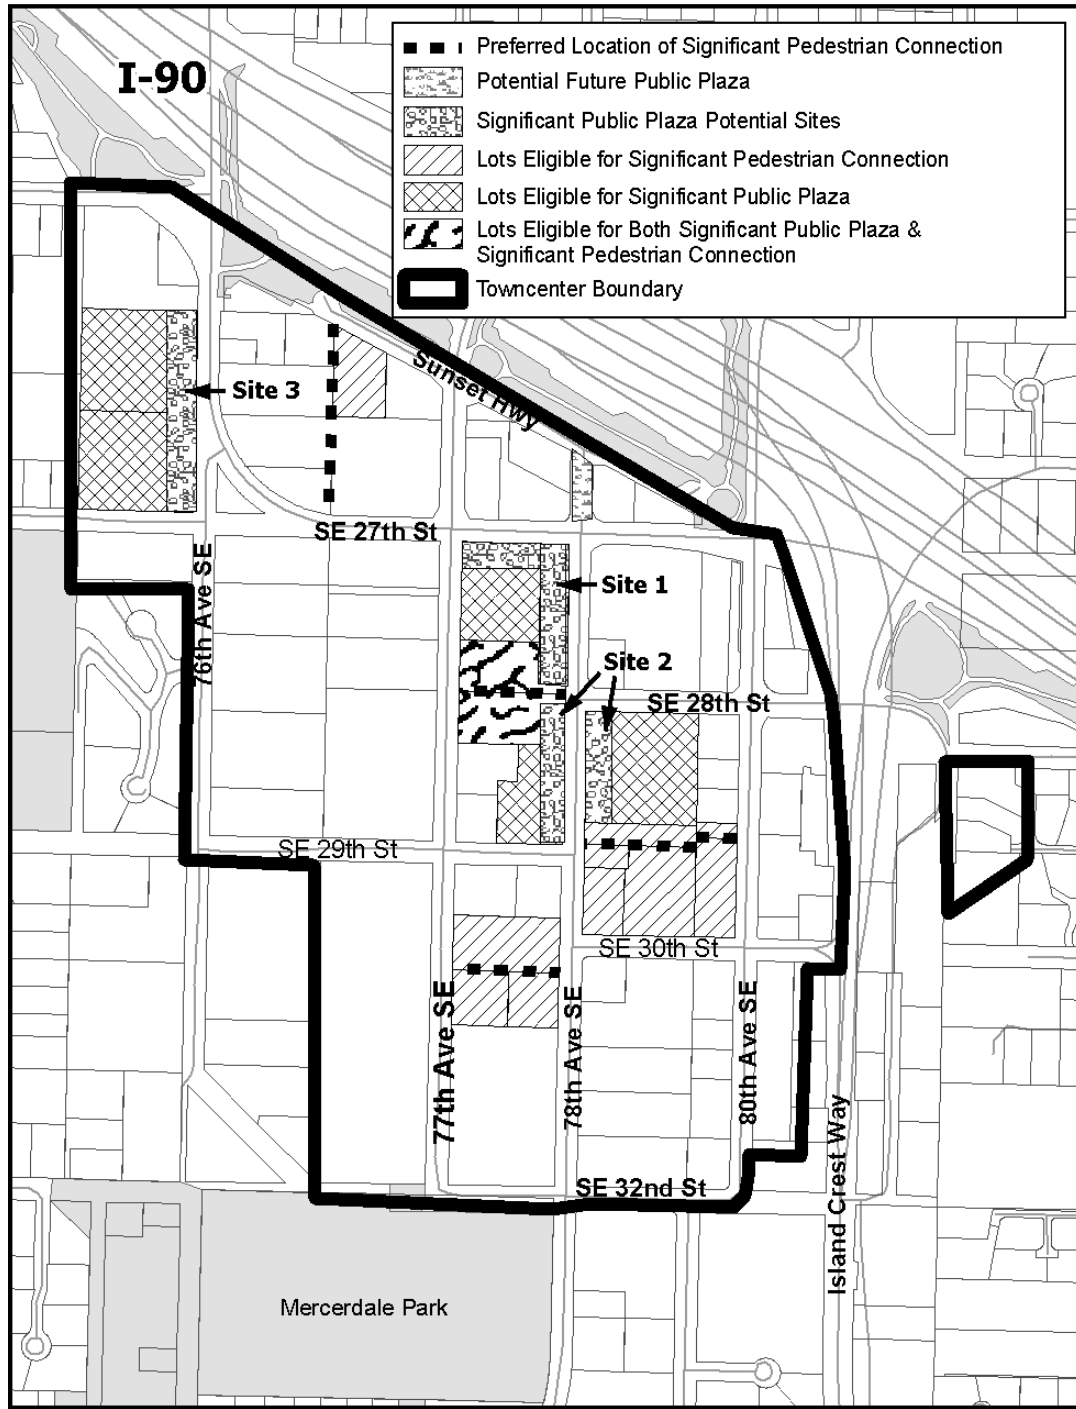 I-90
Preferred Location of Significant Pedestrian Connection
Potential Future Public Plaza
Significant Public Plaza Potential Sites
Lots Eligible for Significant Pedestrian Connection
Lots Eligible for Significant Public Plaza
Lots Eligible for Both Significant Public Plaza &
Significant Pedestrian Connection
Towncenter Boundary
Sunset Hwy
Site 3
SE 27th St
76th Ave SE
Site 1
Site 2
SE 28th St
SE 29th St
SE 30th St
77th Ave SE
78th Ave SE
80th Ave SE
Island Crest Way
SE 32nd St
Mercerdale Park